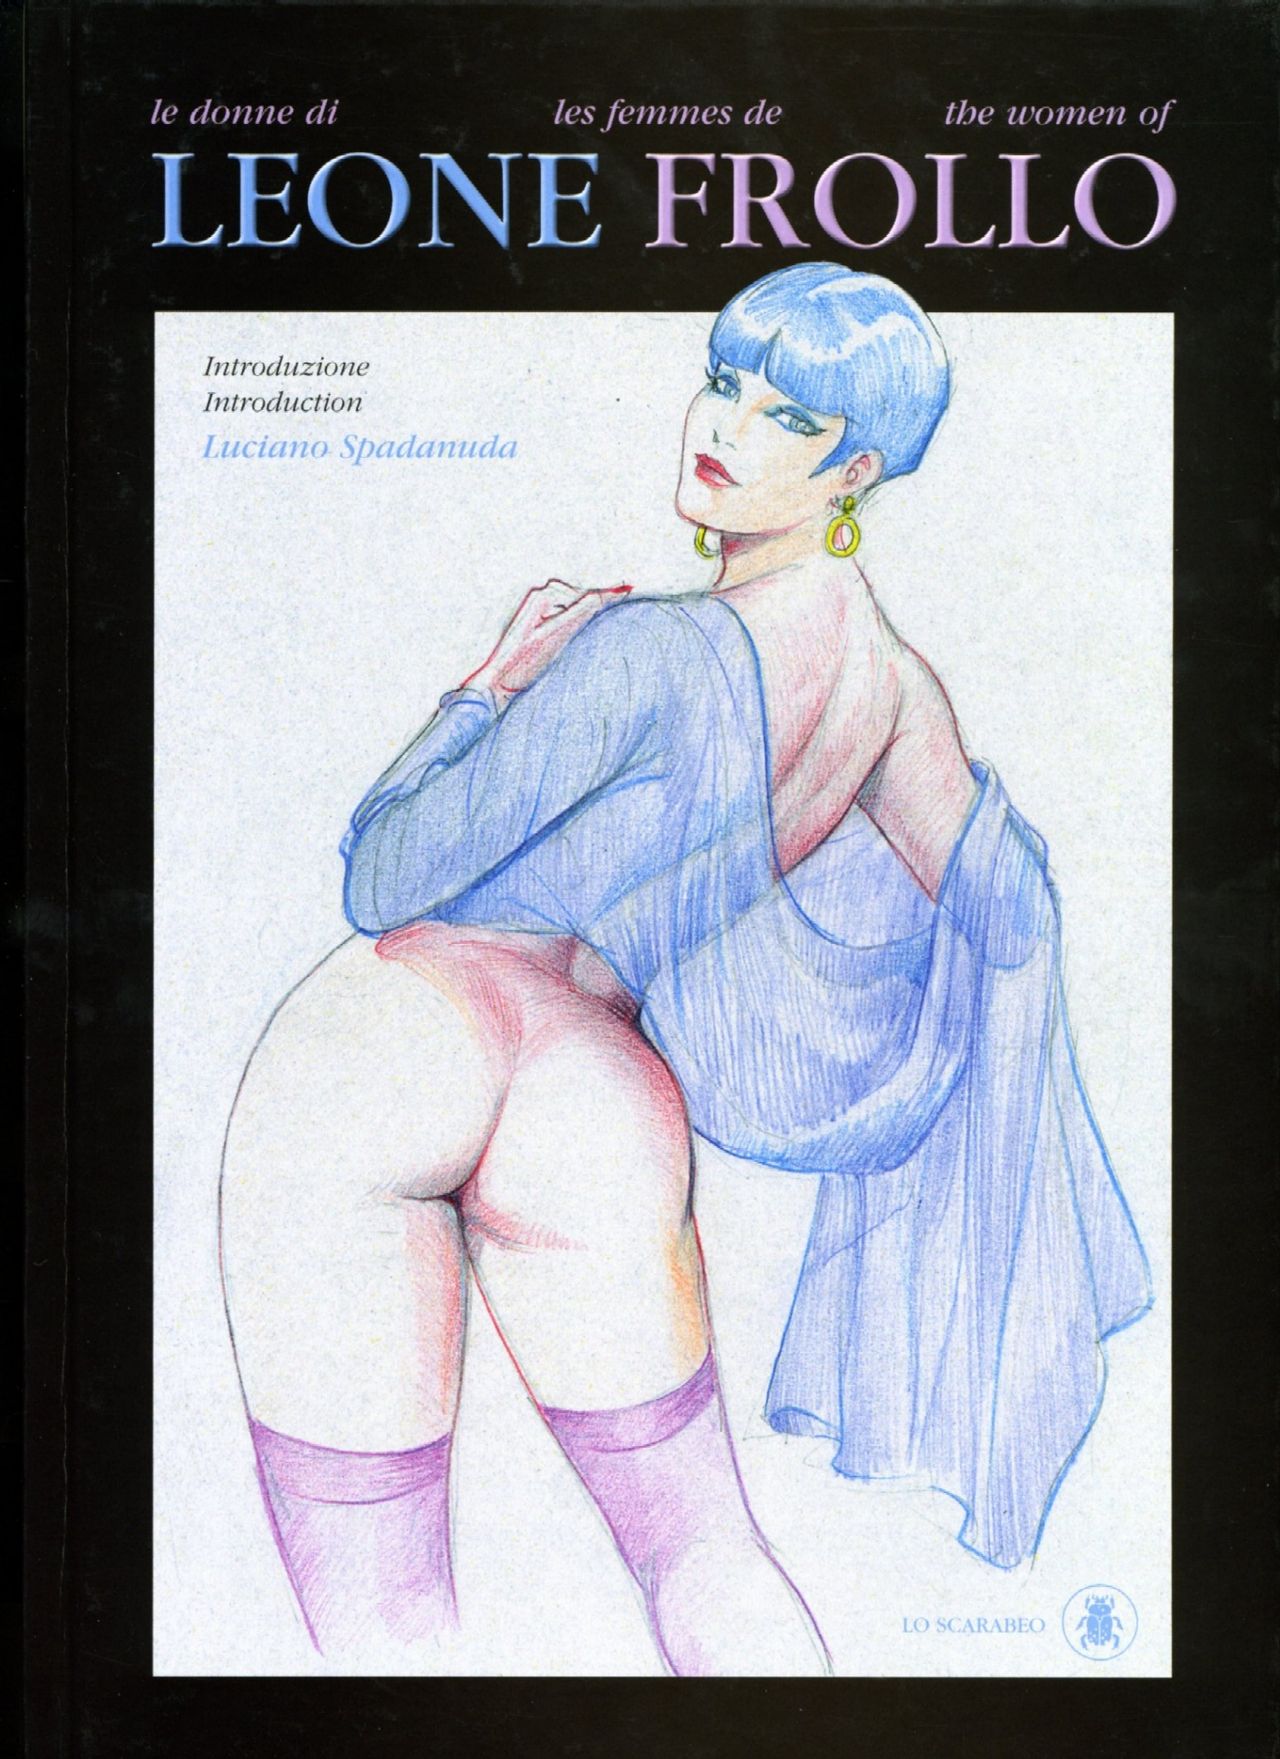 le donne di les femmes de the women of
LEONE FROLLO
Introduzione
Introduction
Luciano Spadanuda
LO SCARABEO